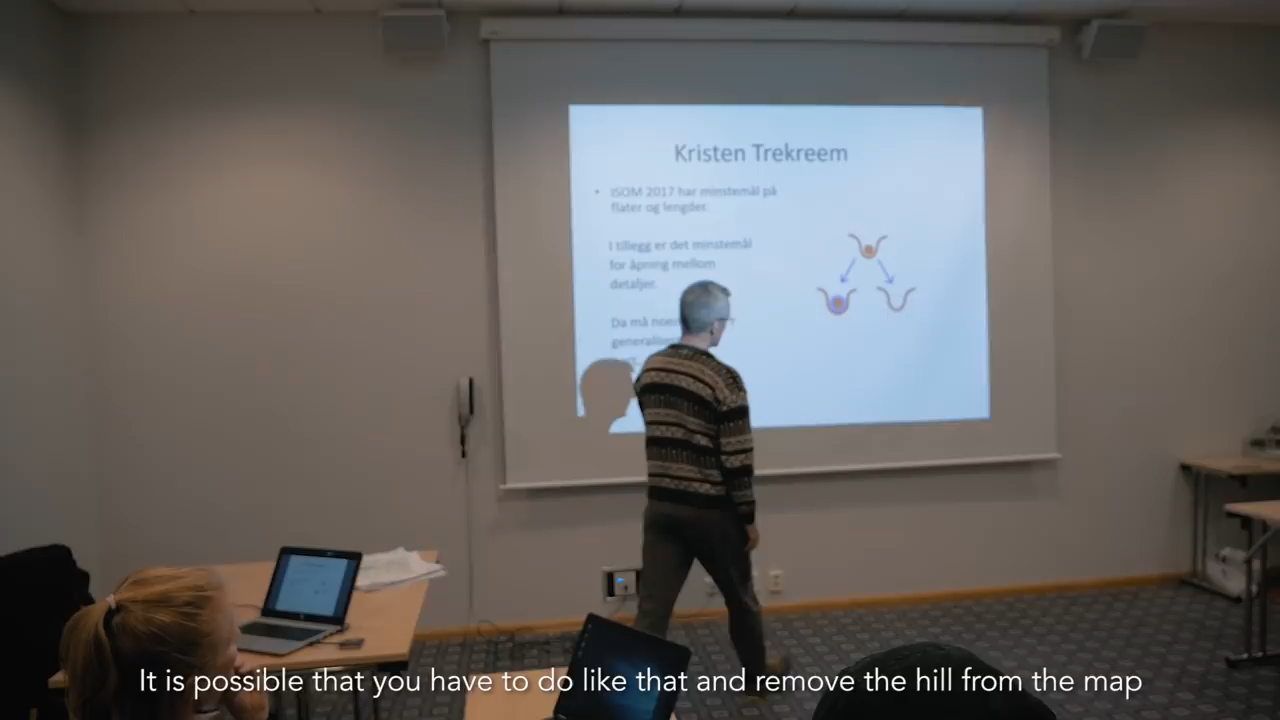 Kristen Trekreem
• ISOM 2017 har minstemål på
flater og lengder.
I tillegg er det minstemål
for åpning mellom
detaljer.
Da må
It is possible that you have to do like that and remove the hill from the map